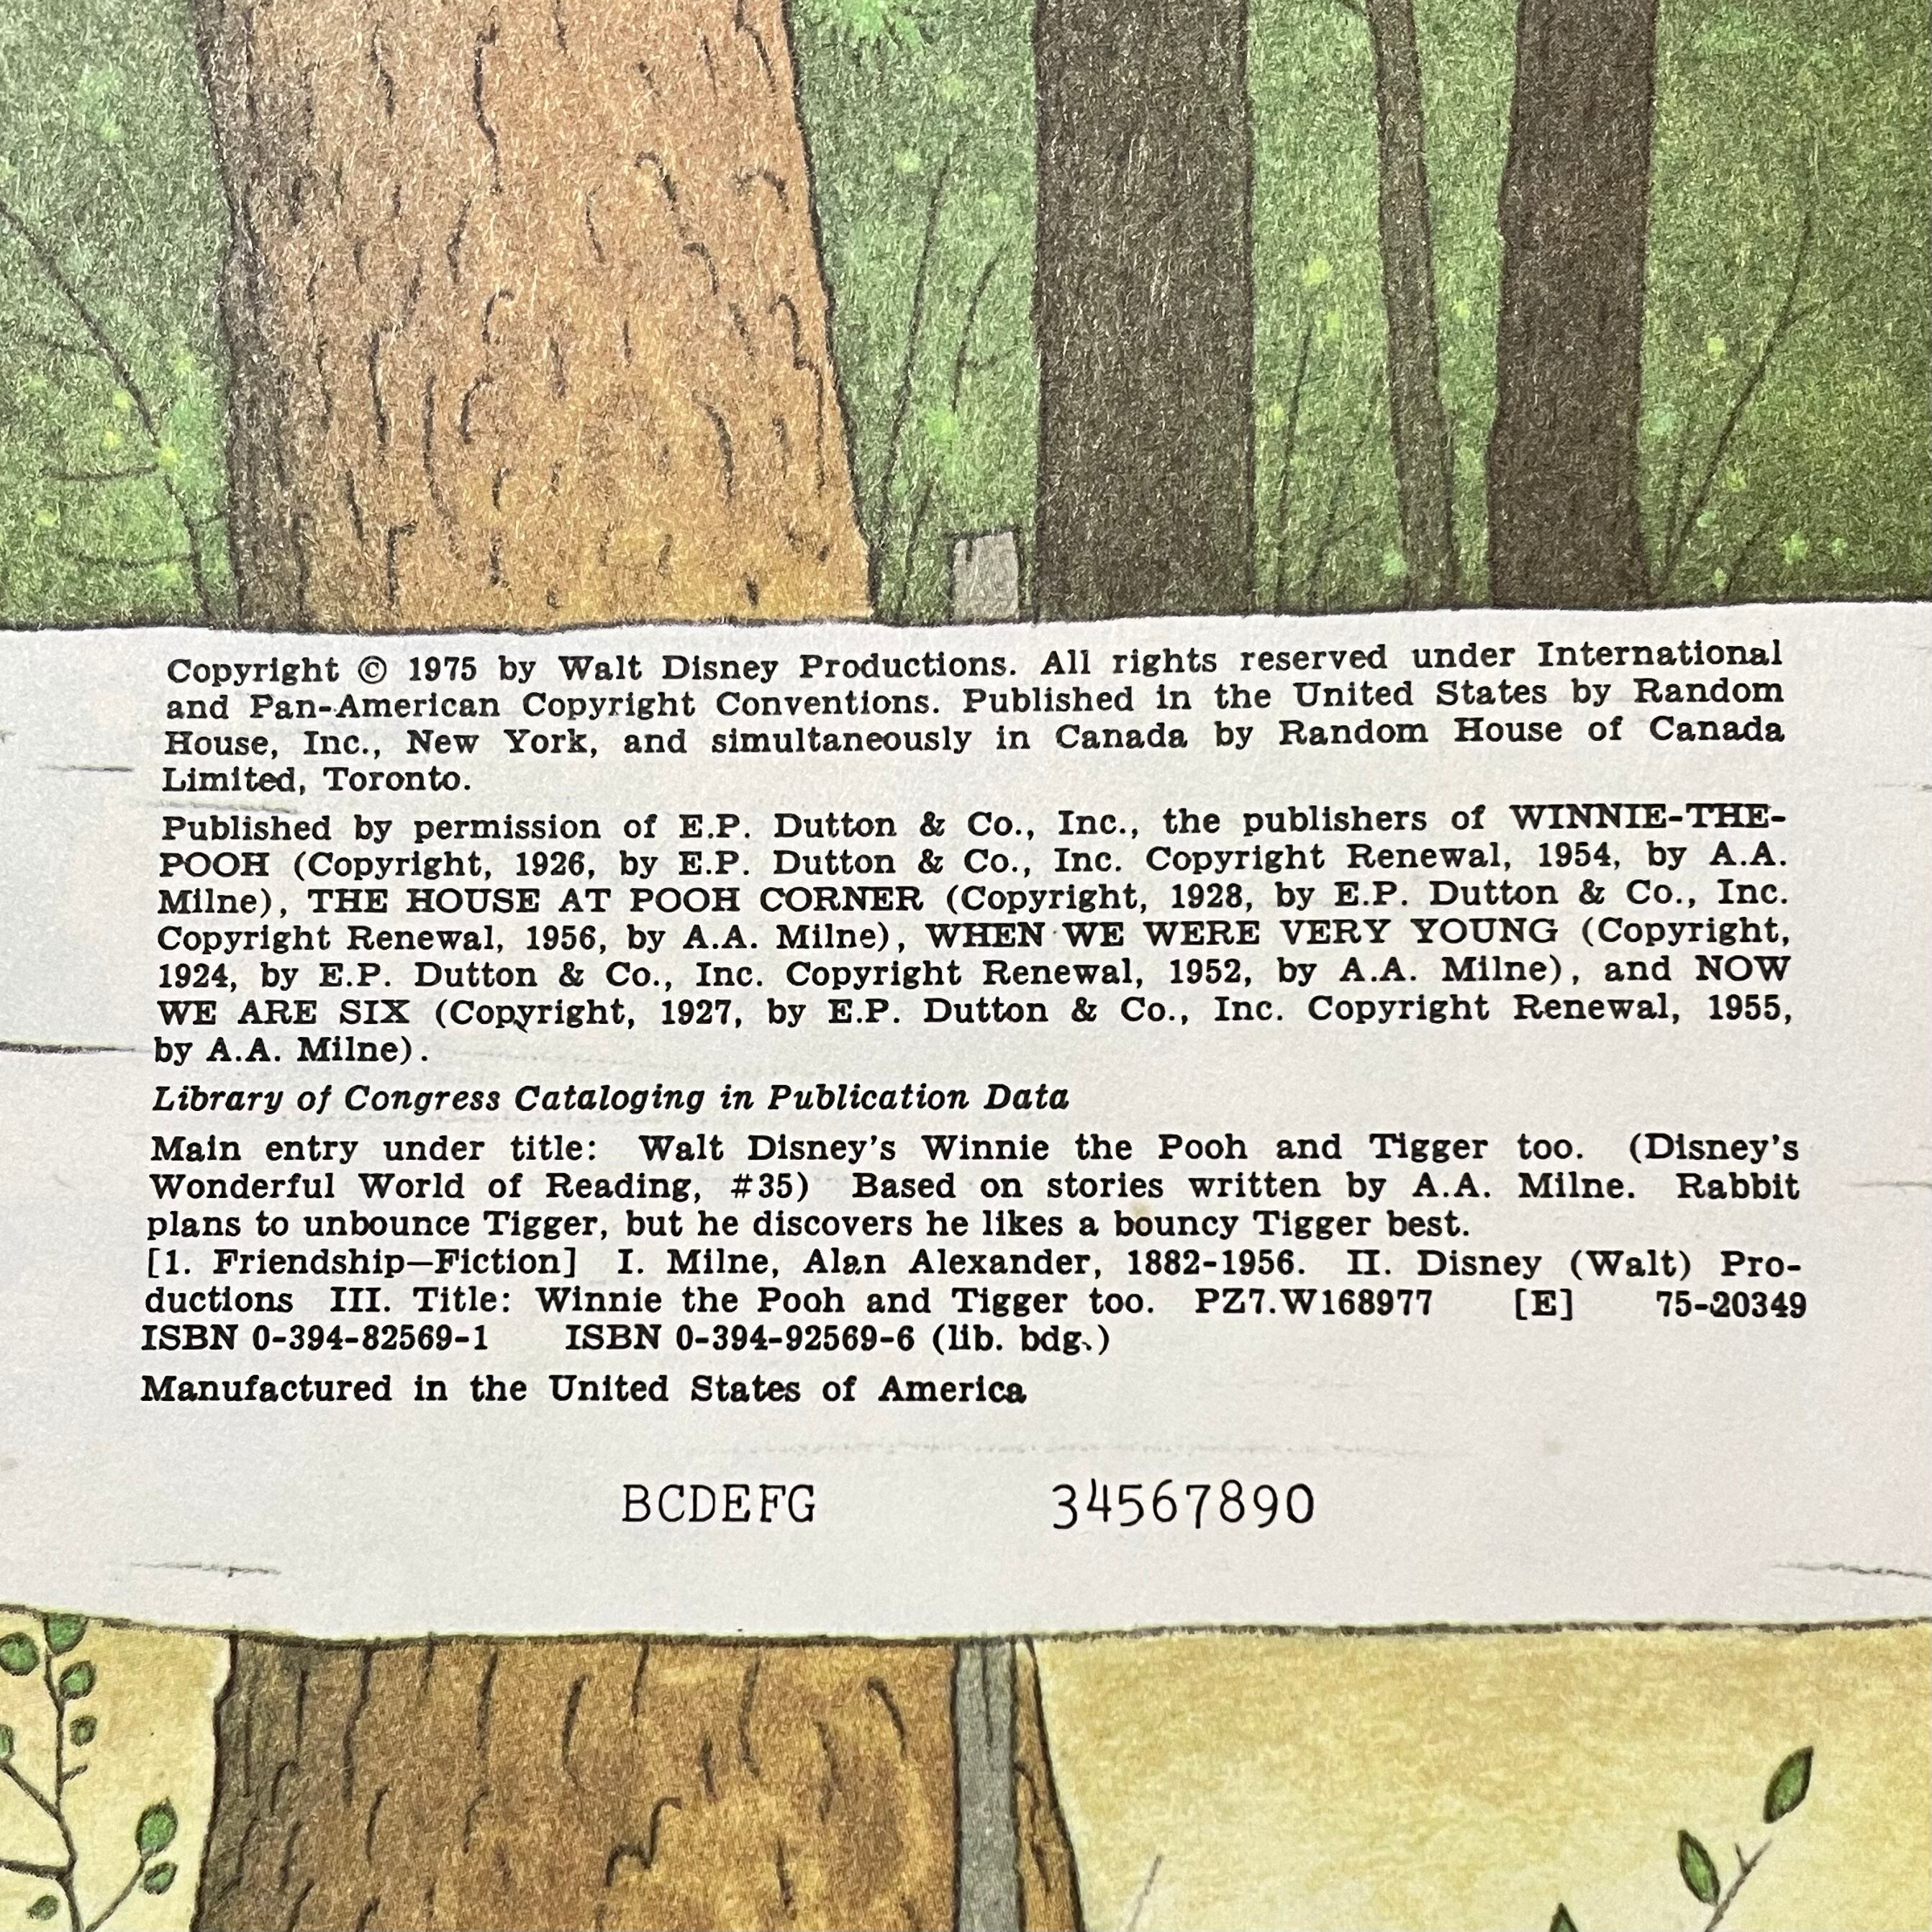 Copyright © 1975 by Walt Disney Productions. All rights reserved under International
and Pan-American Copyright Conventions. Published in the United States by Random
House, Inc., New York, and simultaneously in Canada by Random House of Canada
Limited, Toronto.
Published by permission of E.P. Dutton & Co., Inc., the publishers of WINNIE-THE-
POOH (Copyright, 1926, by E.P. Dutton & Co., Inc. Copyright Renewal, 1954, by A.A.
Milne), THE HOUSE AT POOH CORNER (Copyright, 1928, by E.P. Dutton & Co., Inc.
Copyright Renewal, 1956, by A.A. Milne), WHEN WE WERE VERY YOUNG (Copyright,
1924, by E.P. Dutton & Co., Inc. Copyright Renewal, 1952, by A.A. Milne), and NOW
WE ARE SIX (Copyright, 1927, by E.P. Dutton & Co., Inc. Copyright Renewal, 1955,
by A.A. Milne).
Library of Congress Cataloging in Publication Data
Main entry under title: Walt Disney's Winnie the Pooh and Tigger too. (Disney's
Wonderful World of Reading, #35) Based on stories written by A.A. Milne. Rabbit
plans to unbounce Tigger, but he discovers he likes a bouncy Tigger best.
[1. Friendship—Fiction] I. Milne, Alan Alexander, 1882-1956. II. Disney (Walt) Pro-
ductions III. Title: Winnie the Pooh and Tigger too. PZ7.W168977 [E] 75-20349
ISBN 0-394-82569-1 ISBN 0-394-92569-6 (lib. bdg.)
Manufactured in the United States of America
BCDEFG 34567890